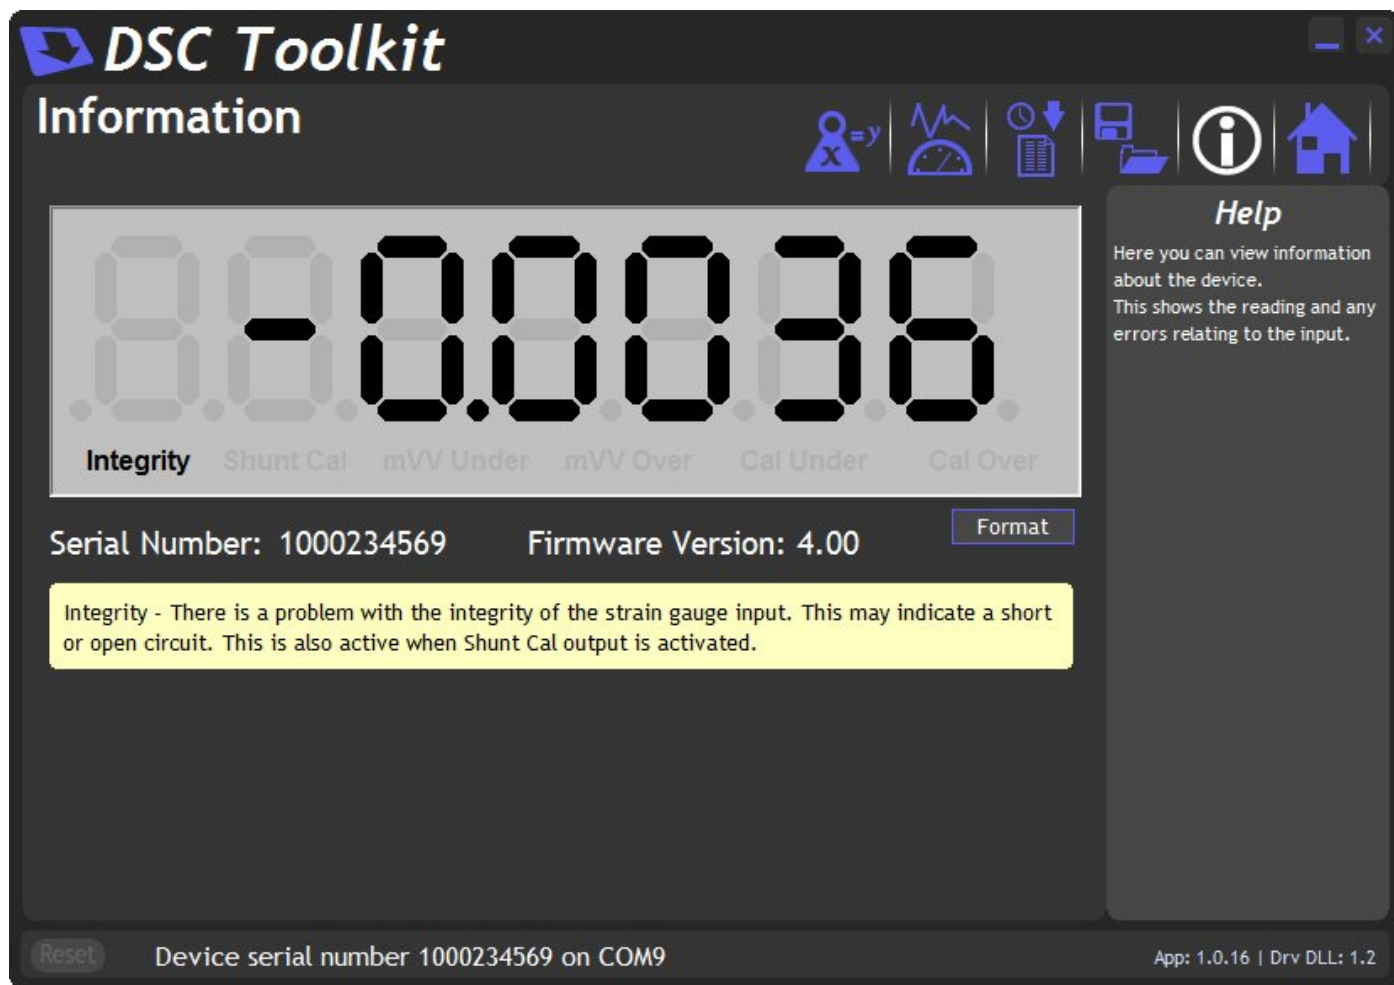 DSC Toolkit
Information
x =y
-0.0036
Integrity Shunt Cal mVV Under mVV Over Cal Under Cal Over
Serial Number: 1000234569 Firmware Version: 4.00 Format
Integrity - There is a problem with the integrity of the strain gauge input. This may indicate a short
or open circuit. This is also active when Shunt Cal output is activated.
Help
Here you can view information
about the device.
This shows the reading and any
errors relating to the input.
Reset Device serial number 1000234569 on COM9 App: 1.0.16 | Drv DLL: 1.2